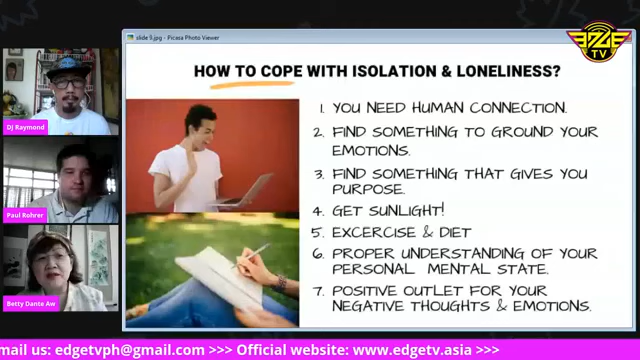 slide 9.jpg - Picasa Photo Viewer
EDGE
TV
HOW TO COPE WITH ISOLATION & LONELINESS?
1. YOU NEED HUMAN CONNECTION.
2. FIND SOMETHING TO GROUND YOUR
EMOTIONS.
3. FIND SOMETHING THAT GIVES YOU
PURPOSE.
4. GET SUNLIGHT!
5. EXCERCISE & DIET
6. PROPER UNDERSTANDING OF YOUR
PERSONAL MENTAL STATE.
7. POSITIVE OUTLET FOR YOUR
NEGATIVE THOUGHTS & EMOTIONS.
DJ Raymond
Paul Rohrer
Betty Dante Aw
mail us: edgetvph@gmail.com >>> Official website: www.edgetv.asia >>>